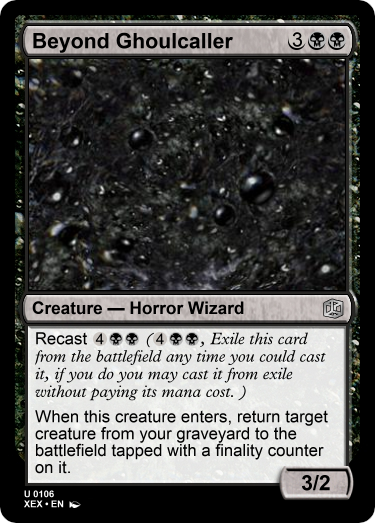 Beyond Ghoulcaller 3
Creature — Horror Wizard
Recast 4 ( 4 , Exile this card
from the battlefield any time you could cast
it, if you do you may cast it from exile
without paying its mana cost. )
When this creature enters, return target
creature from your graveyard to the
battlefield tapped with a finality counter
on it.
3/2
U 0106
XEX • EN